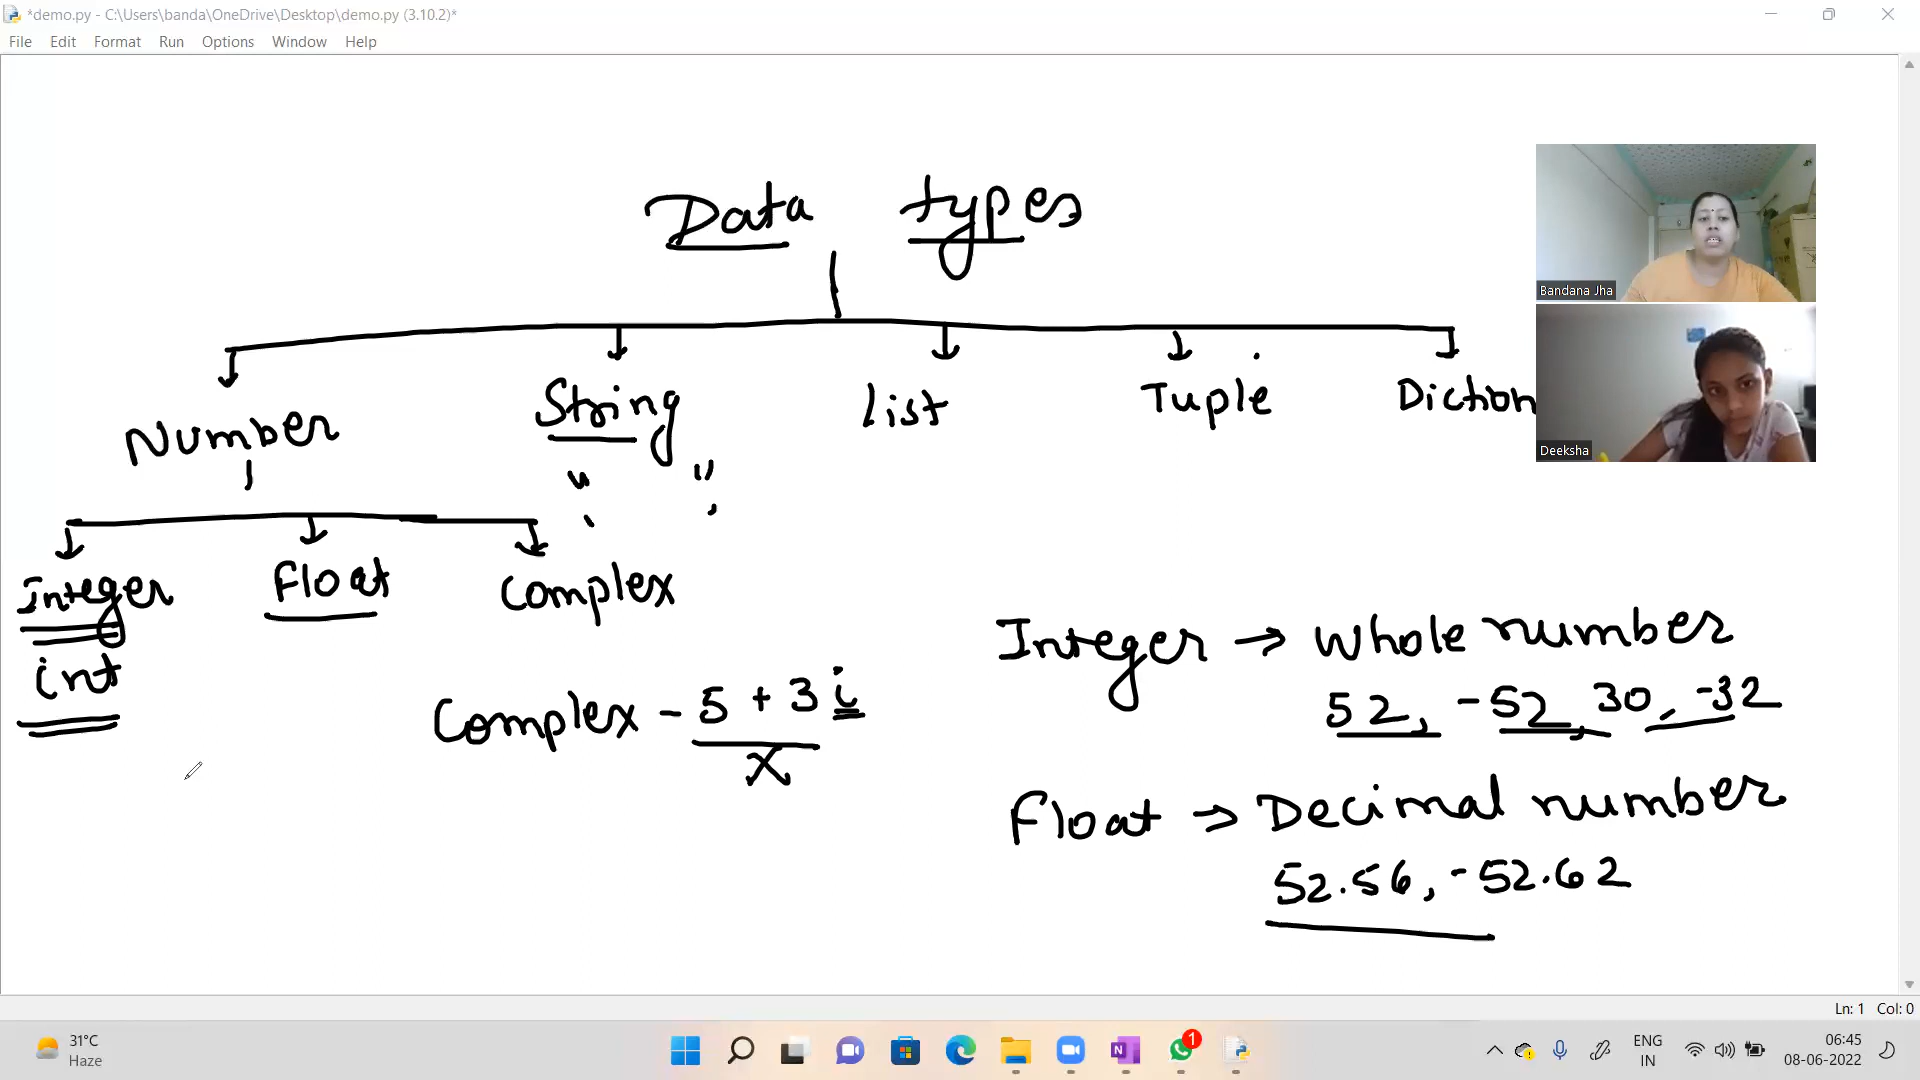 *demo.py - C:\Users\banda\OneDrive\Desktop\demo.py (3.10.2)*
File Edit Format Run Options Window Help
Data types
Number String List Tuple Diction
" "
' '
Integer Float Complex
int
Complex - 5 + 3i
x
Integer → Whole number
52, -52, 30, -32
Float → Decimal number
52.56, -52.62
Bandana Jha
Deeksha
Ln: 1 Col: 0
31°C
Haze
1
ENG
IN
06:45
08-06-2022